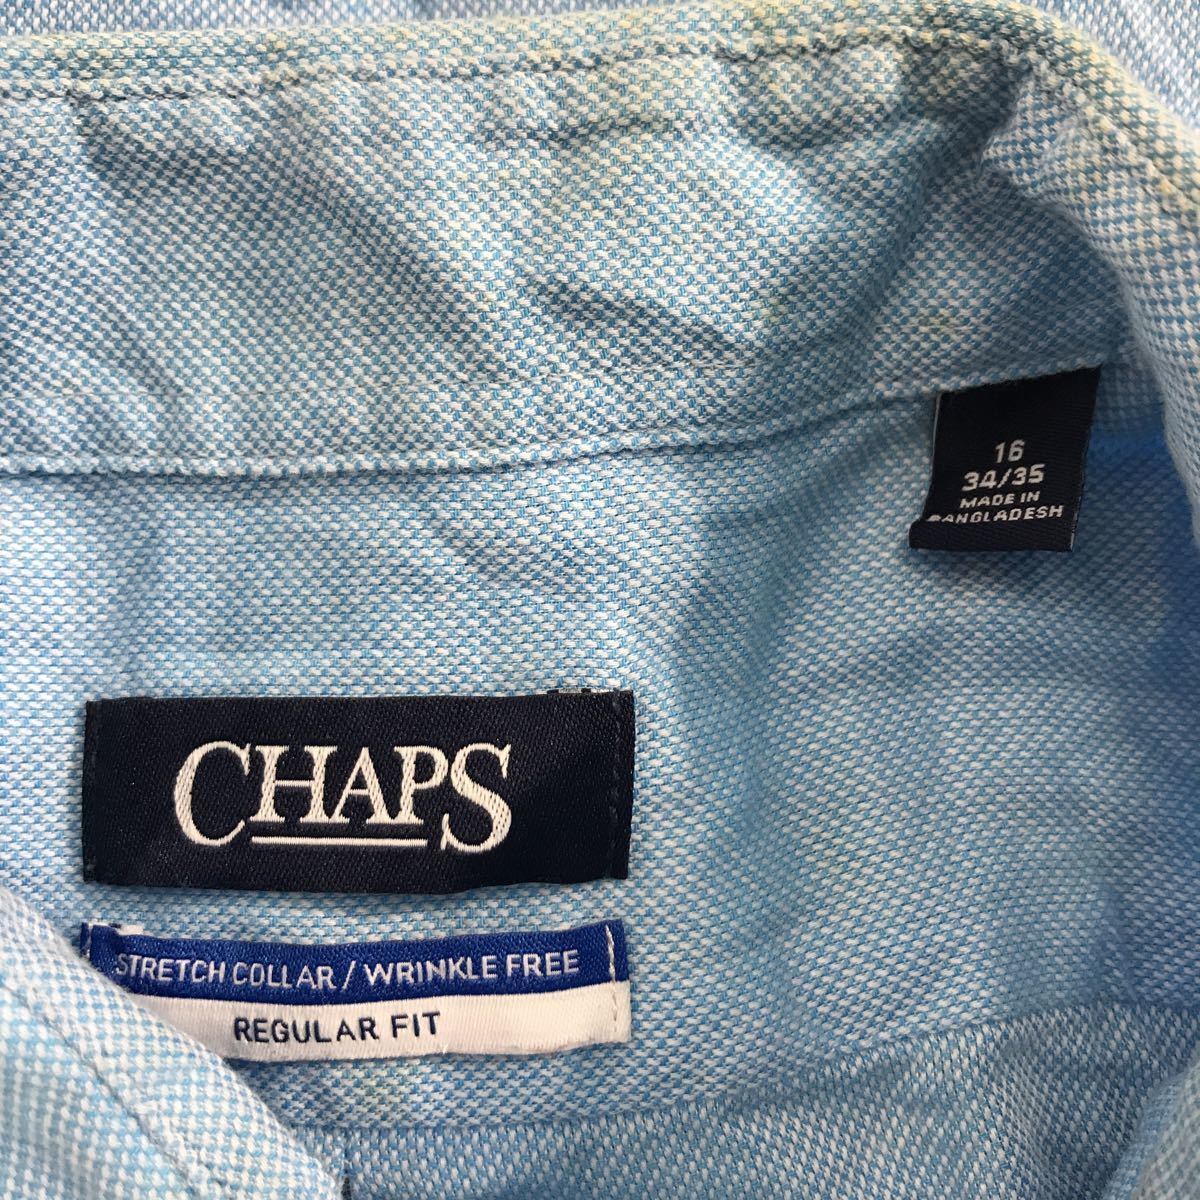 16
34/35
MADE IN
BANGLADESH
CHAPS
STRETCH COLLAR / WRINKLE FREE
REGULAR FIT